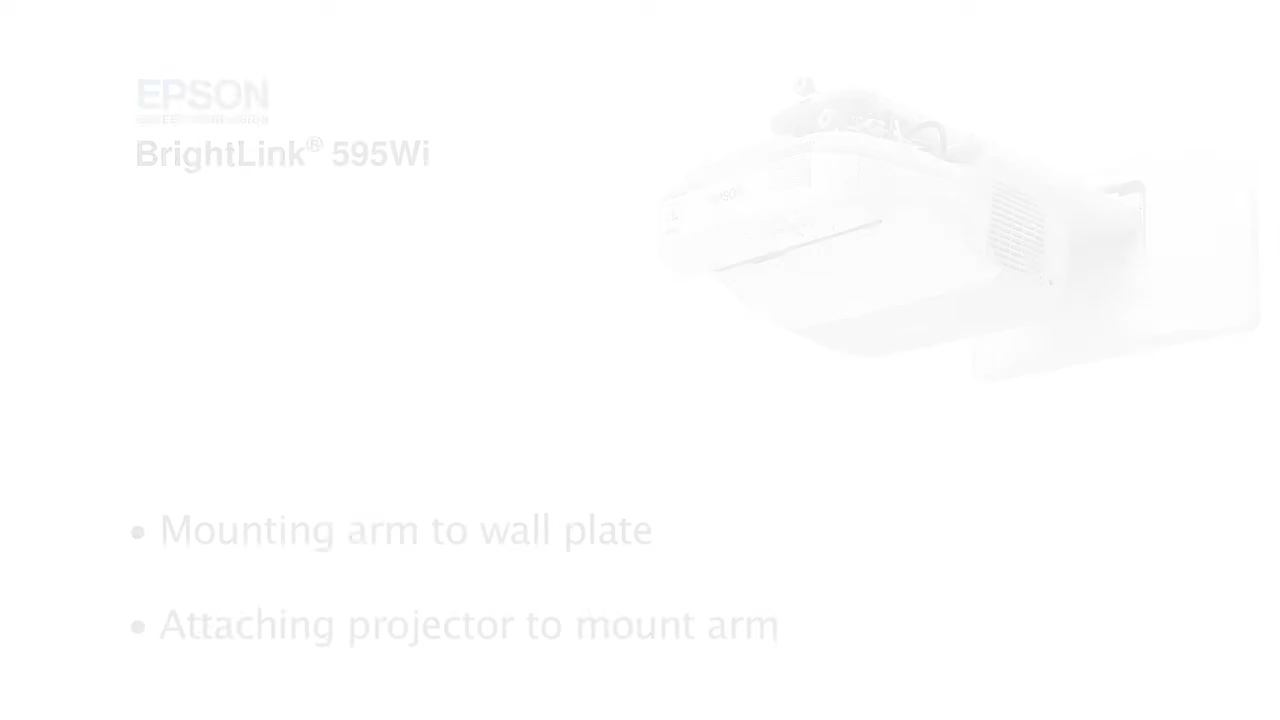 EPSON
BrightLink® 595Wi
• Mounting arm to wall plate
• Attaching projector to mount arm